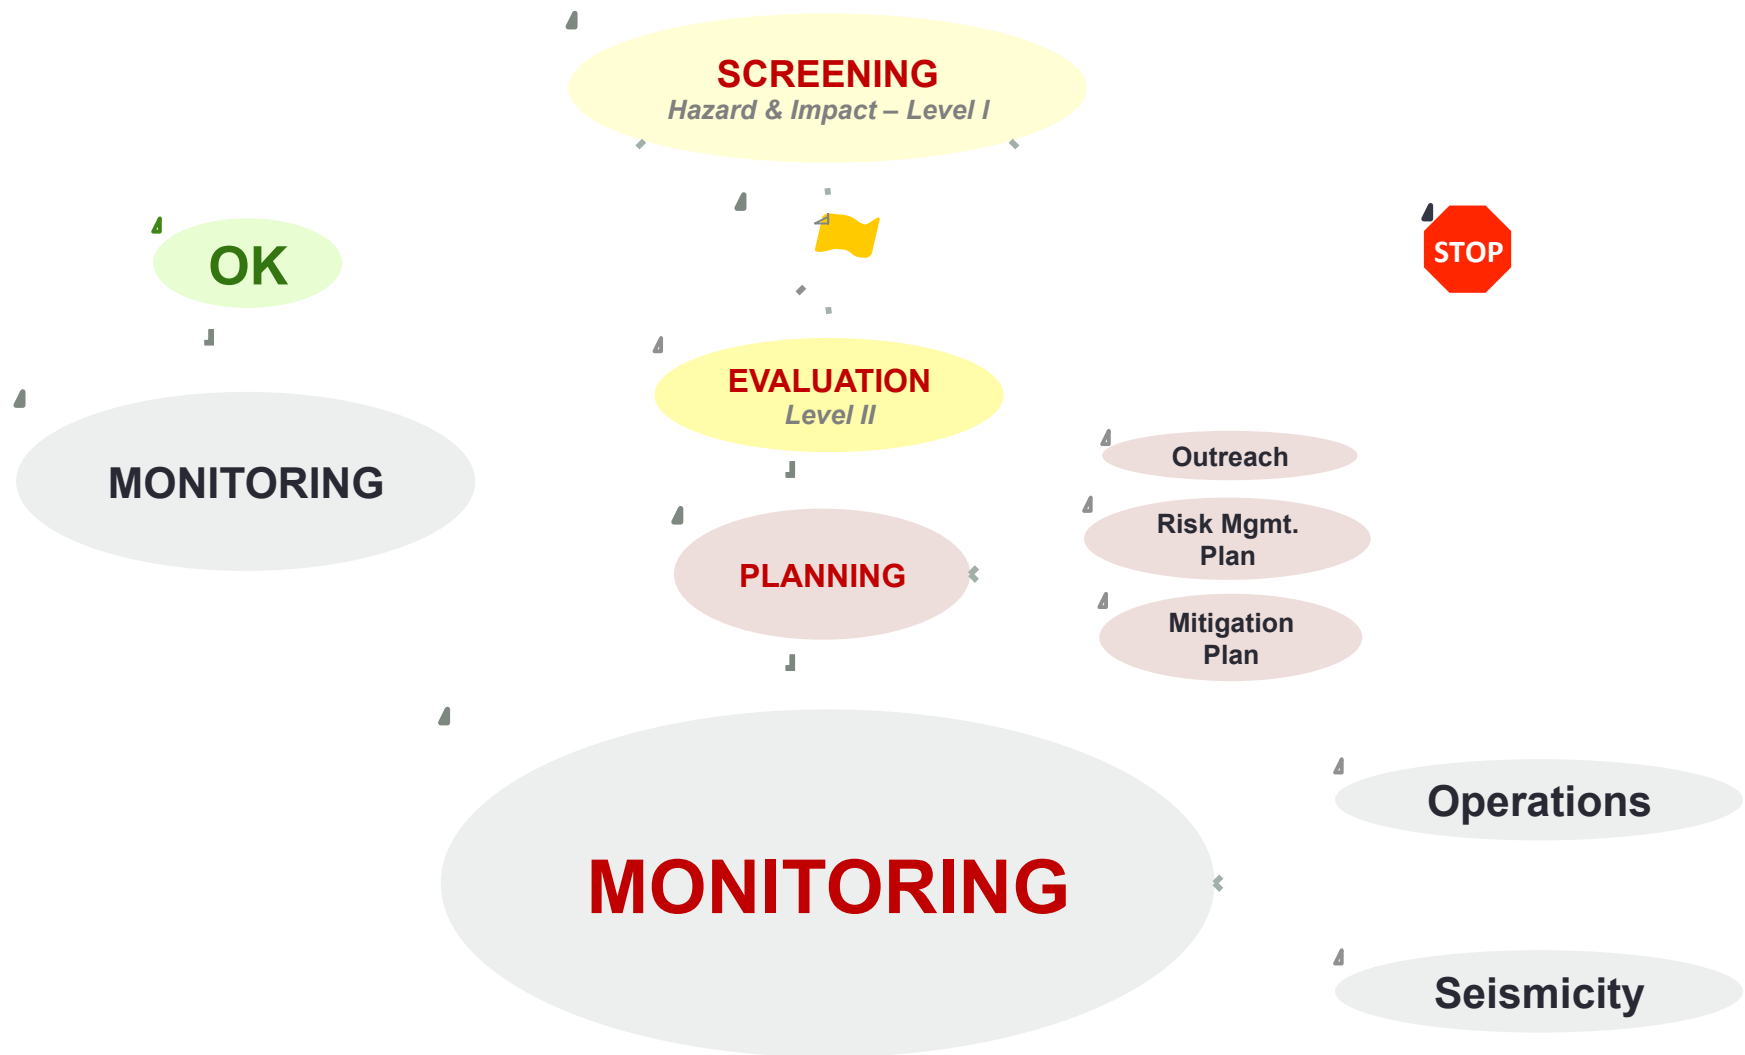 SCREENING
Hazard & Impact – Level I
OK
STOP
EVALUATION
Level II
MONITORING
Outreach
Risk Mgmt.
Plan
PLANNING
Mitigation
Plan
MONITORING
Operations
Seismicity